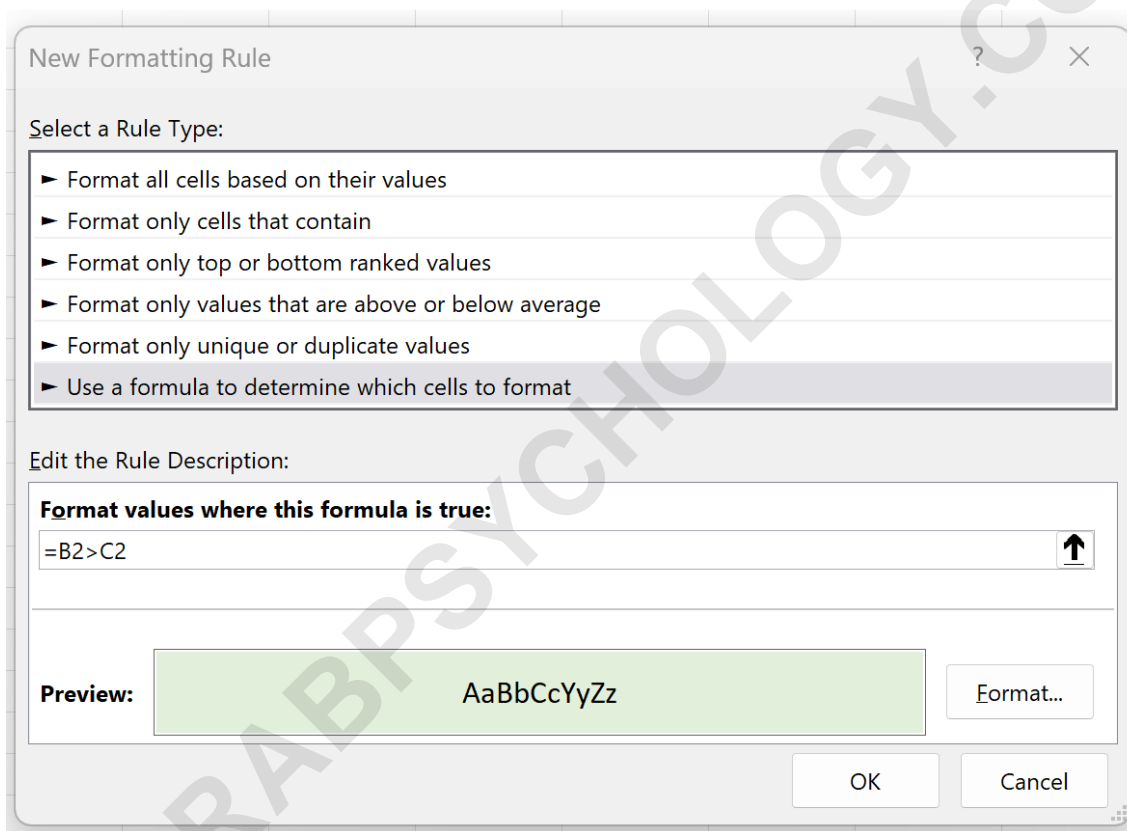 New Formatting Rule
?
Select a Rule Type:
► Format all cells based on their values
► Format only cells that contain
► Format only top or bottom ranked values
► Format only values that are above or below average
► Format only unique or duplicate values
► Use a formula to determine which cells to format
Edit the Rule Description:
Format values where this formula is true:
=B2>C2
Preview:
AaBbCcYyZz
Format...
OK
Cancel
RABPSYCHOLOGY.CO